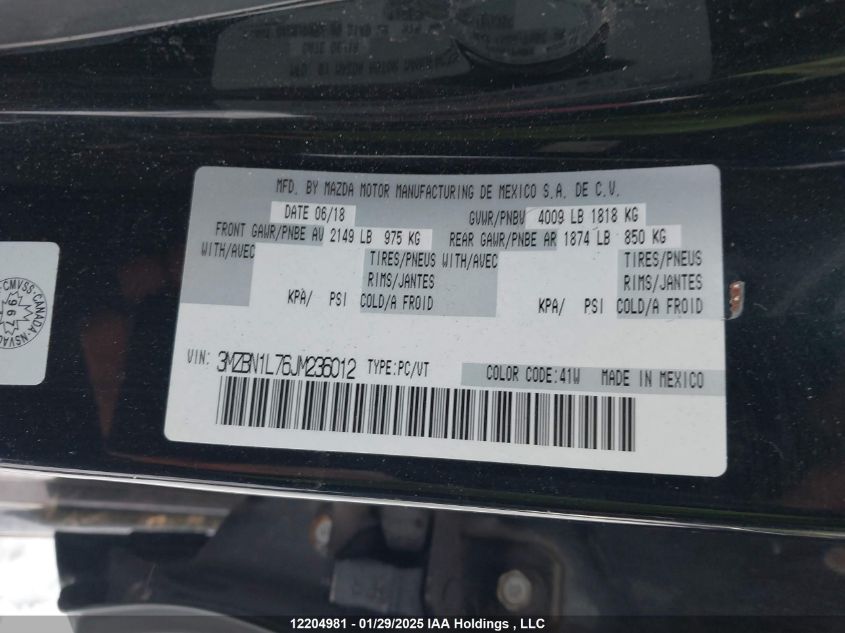 MFD. BY MAZDA MOTOR MANUFACTURING DE MEXICO S.A. DE C.V.
DATE 06/18 GVWR/PNBV 4009 LB 1818 KG
FRONT GAWR/PNBE AV 2149 LB 975 KG REAR GAWR/PNBE AR 1874 LB 850 KG
WITH/AVEC TIRES/PNEUS WITH/AVEC TIRES/PNEUS
RIMS/JANTES RIMS/JANTES
KPA/ PSI COLD/A FROID KPA/ PSI COLD/A FROID
VIN: 3MZBN1L76JM236012 TYPE:PC/VT COLOR CODE:41W MADE IN MEXICO
CMVSS CANADA NSVAC
12204981 - 01/29/2025 IAA Holdings , LLC